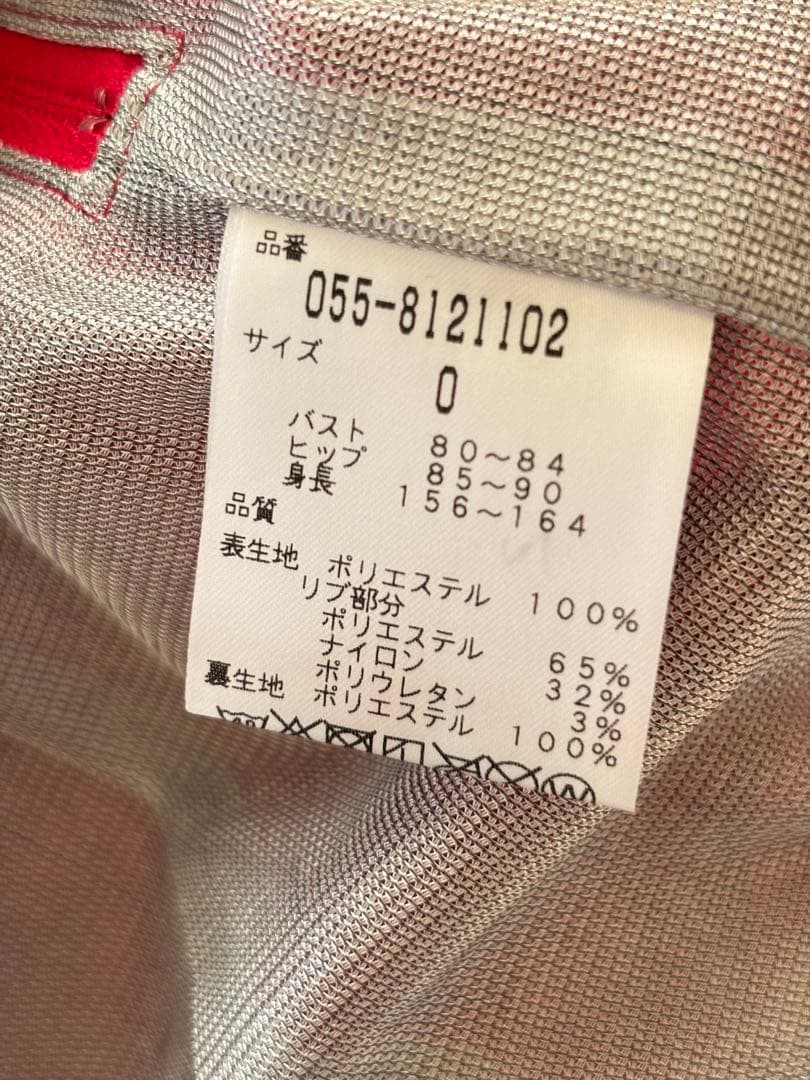 品番
055-8121102
サイズ
0
バスト 80～84
ヒップ 85～90
身長 156～164
品質
表生地 ポリエステル 100%
リブ部分
ポリエステル 65%
ナイロン 32%
ポリウレタン 3%
裏生地 ポリエステル 100%